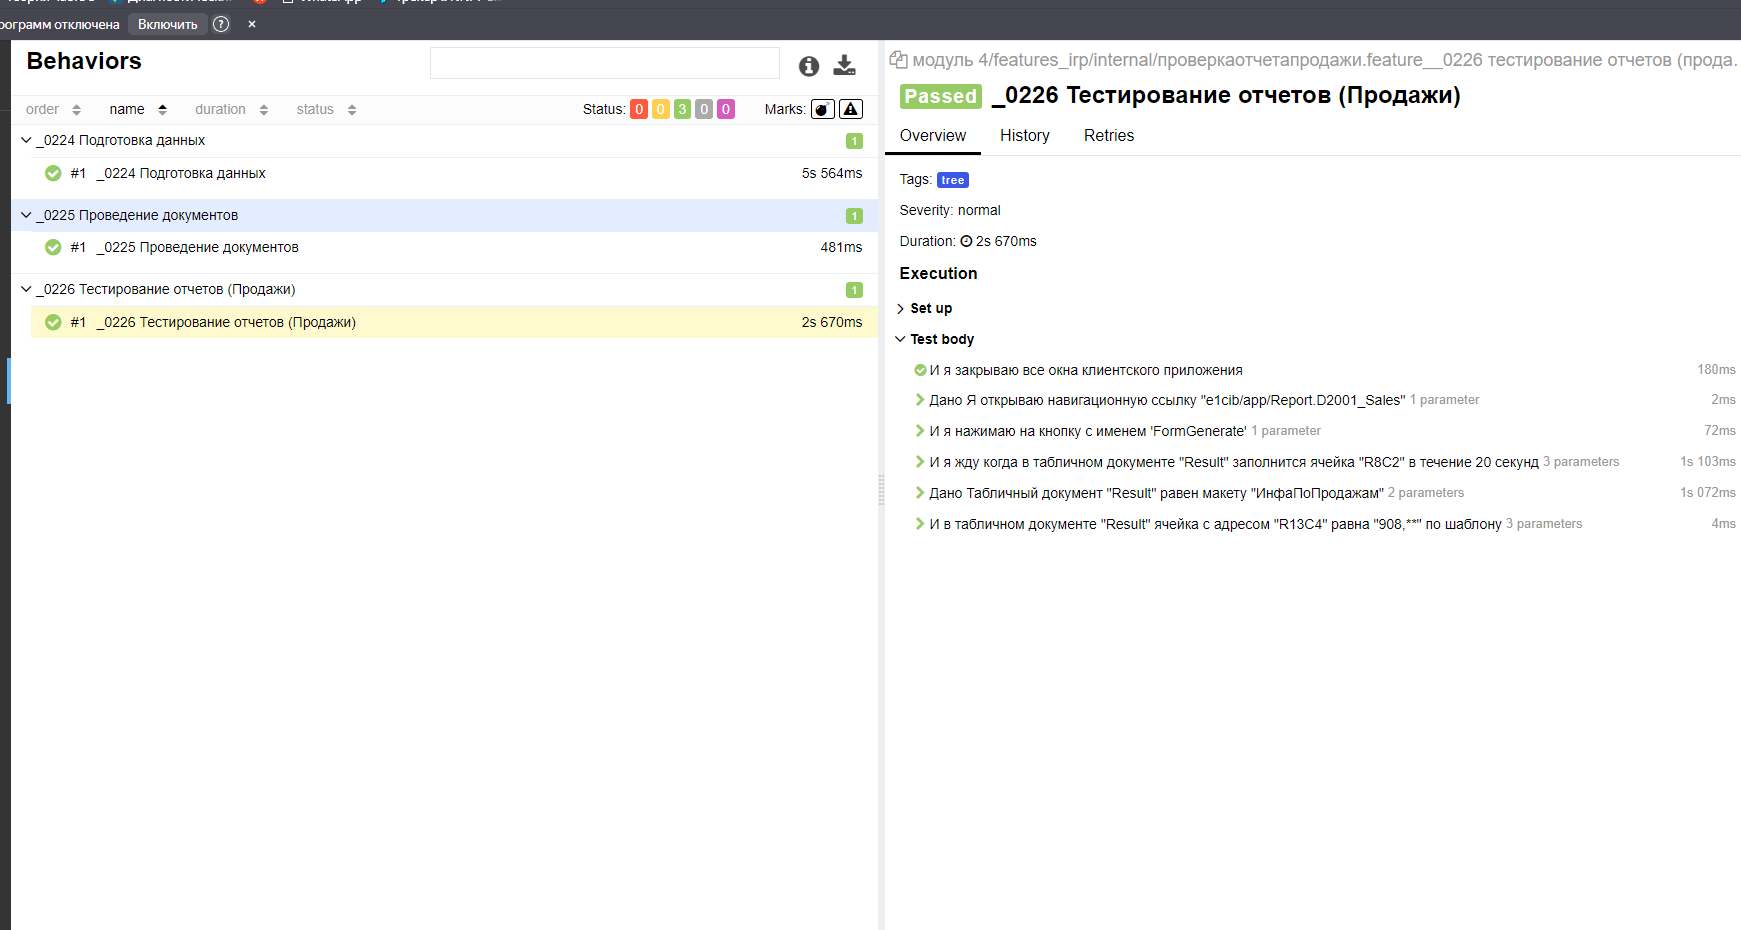 WhatsApp
рограмм отключена Включить ? ×
Behaviors
order name duration status Status: 0 0 3 0 0 Marks:
_0224 Подготовка данных 1
#1 _0224 Подготовка данных 5s 564ms
_0225 Проведение документов 1
#1 _0225 Проведение документов 481ms
_0226 Тестирование отчетов (Продажи) 1
#1 _0226 Тестирование отчетов (Продажи) 2s 670ms
модуль 4/features_irp/internal/проверкаотчетапродажи.feature__0226 тестирование отчетов (прода.
Passed _0226 Тестирование отчетов (Продажи)
Overview History Retries
Tags: tree
Severity: normal
Duration: 2s 670ms
Execution
Set up
Test body
И я закрываю все окна клиентского приложения 180ms
Дано Я открываю навигационную ссылку "e1cib/app/Report.D2001_Sales" 1 parameter 2ms
И я нажимаю на кнопку с именем 'FormGenerate' 1 parameter 72ms
И я жду когда в табличном документе "Result" заполнится ячейка "R8C2" в течение 20 секунд 3 parameters 1s 103ms
Дано Табличный документ "Result" равен макету "ИнфаПоПродажам" 2 parameters 1s 072ms
И в табличном документе "Result" ячейка с адресом "R13C4" равна "908,**" по шаблону 3 parameters 4ms